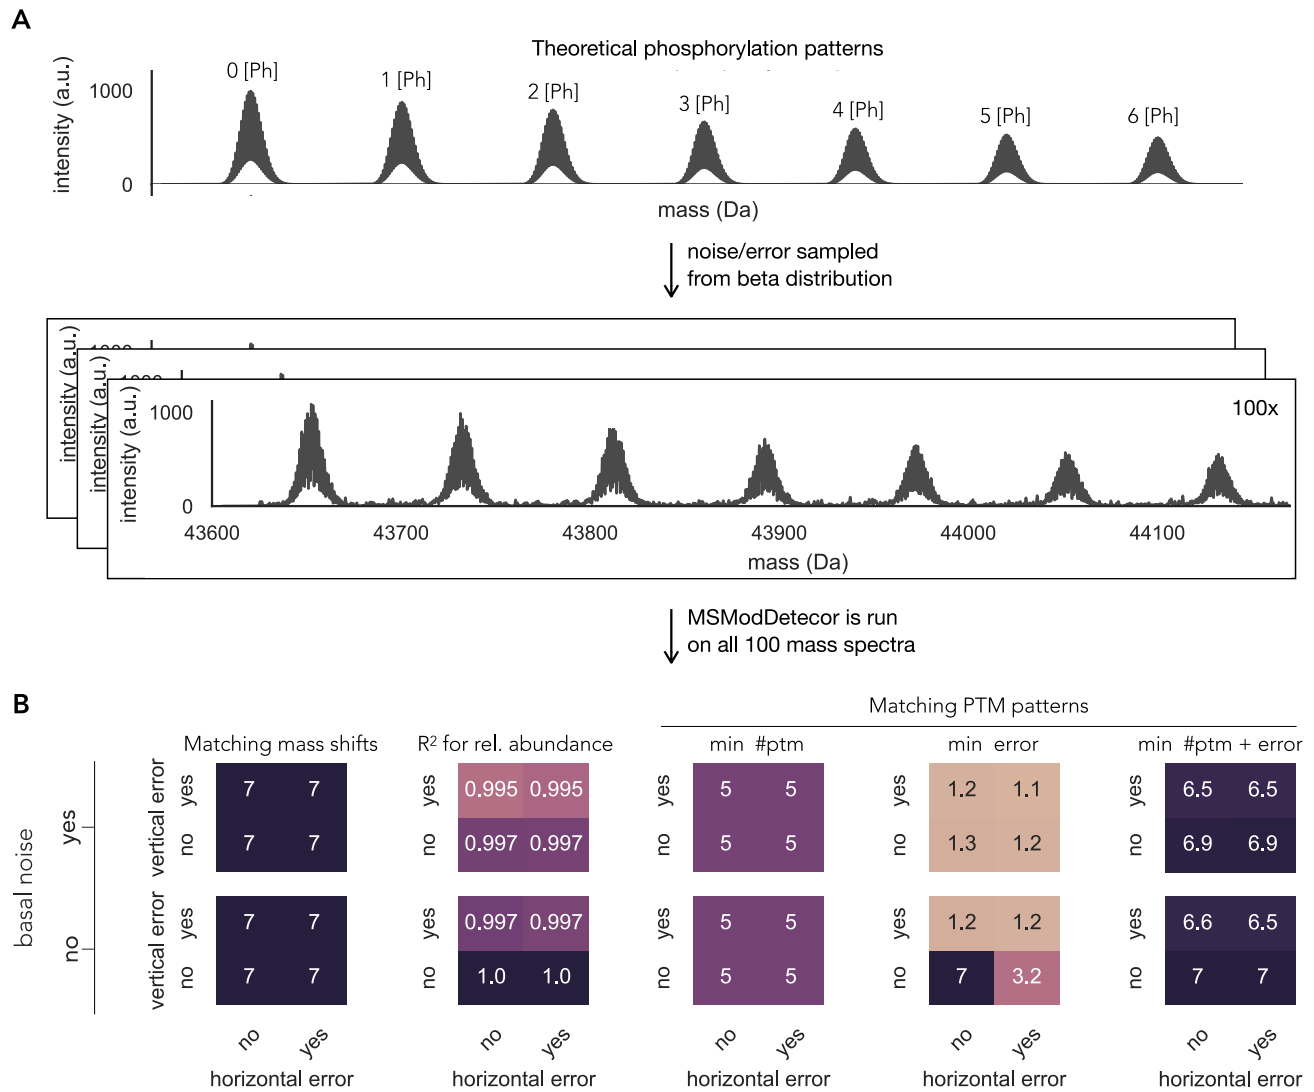 A
Theoretical phosphorylation patterns
0 [Ph]
1 [Ph]
2 [Ph]
3 [Ph]
4 [Ph]
5 [Ph]
6 [Ph]
intensity (a.u.)
1000
0
mass (Da)
noise/error sampled
from beta distribution
intensity (a.u.)
intensity (a.u.)
intensity (a.u.)
1000
1000
1000
0
100x
43600 43700 43800 43900 44000 44100
mass (Da)
MSModDetecor is run
on all 100 mass spectra
B
Matching PTM patterns
Matching mass shifts
R² for rel. abundance
min #ptm
min error
min #ptm + error
basal noise
yes
no
vertical error
yes
no
7 7
7 7
vertical error
yes
no
7 7
7 7
no yes
horizontal error
yes
no
0.995 0.995
0.997 0.997
yes
no
0.997 0.997
1.0 1.0
no yes
horizontal error
yes
no
5 5
5 5
yes
no
5 5
5 5
no yes
horizontal error
yes
no
1.2 1.1
1.3 1.2
yes
no
1.2 1.2
7 3.2
no yes
horizontal error
yes
no
6.5 6.5
6.9 6.9
yes
no
6.6 6.5
7 7
no yes
horizontal error